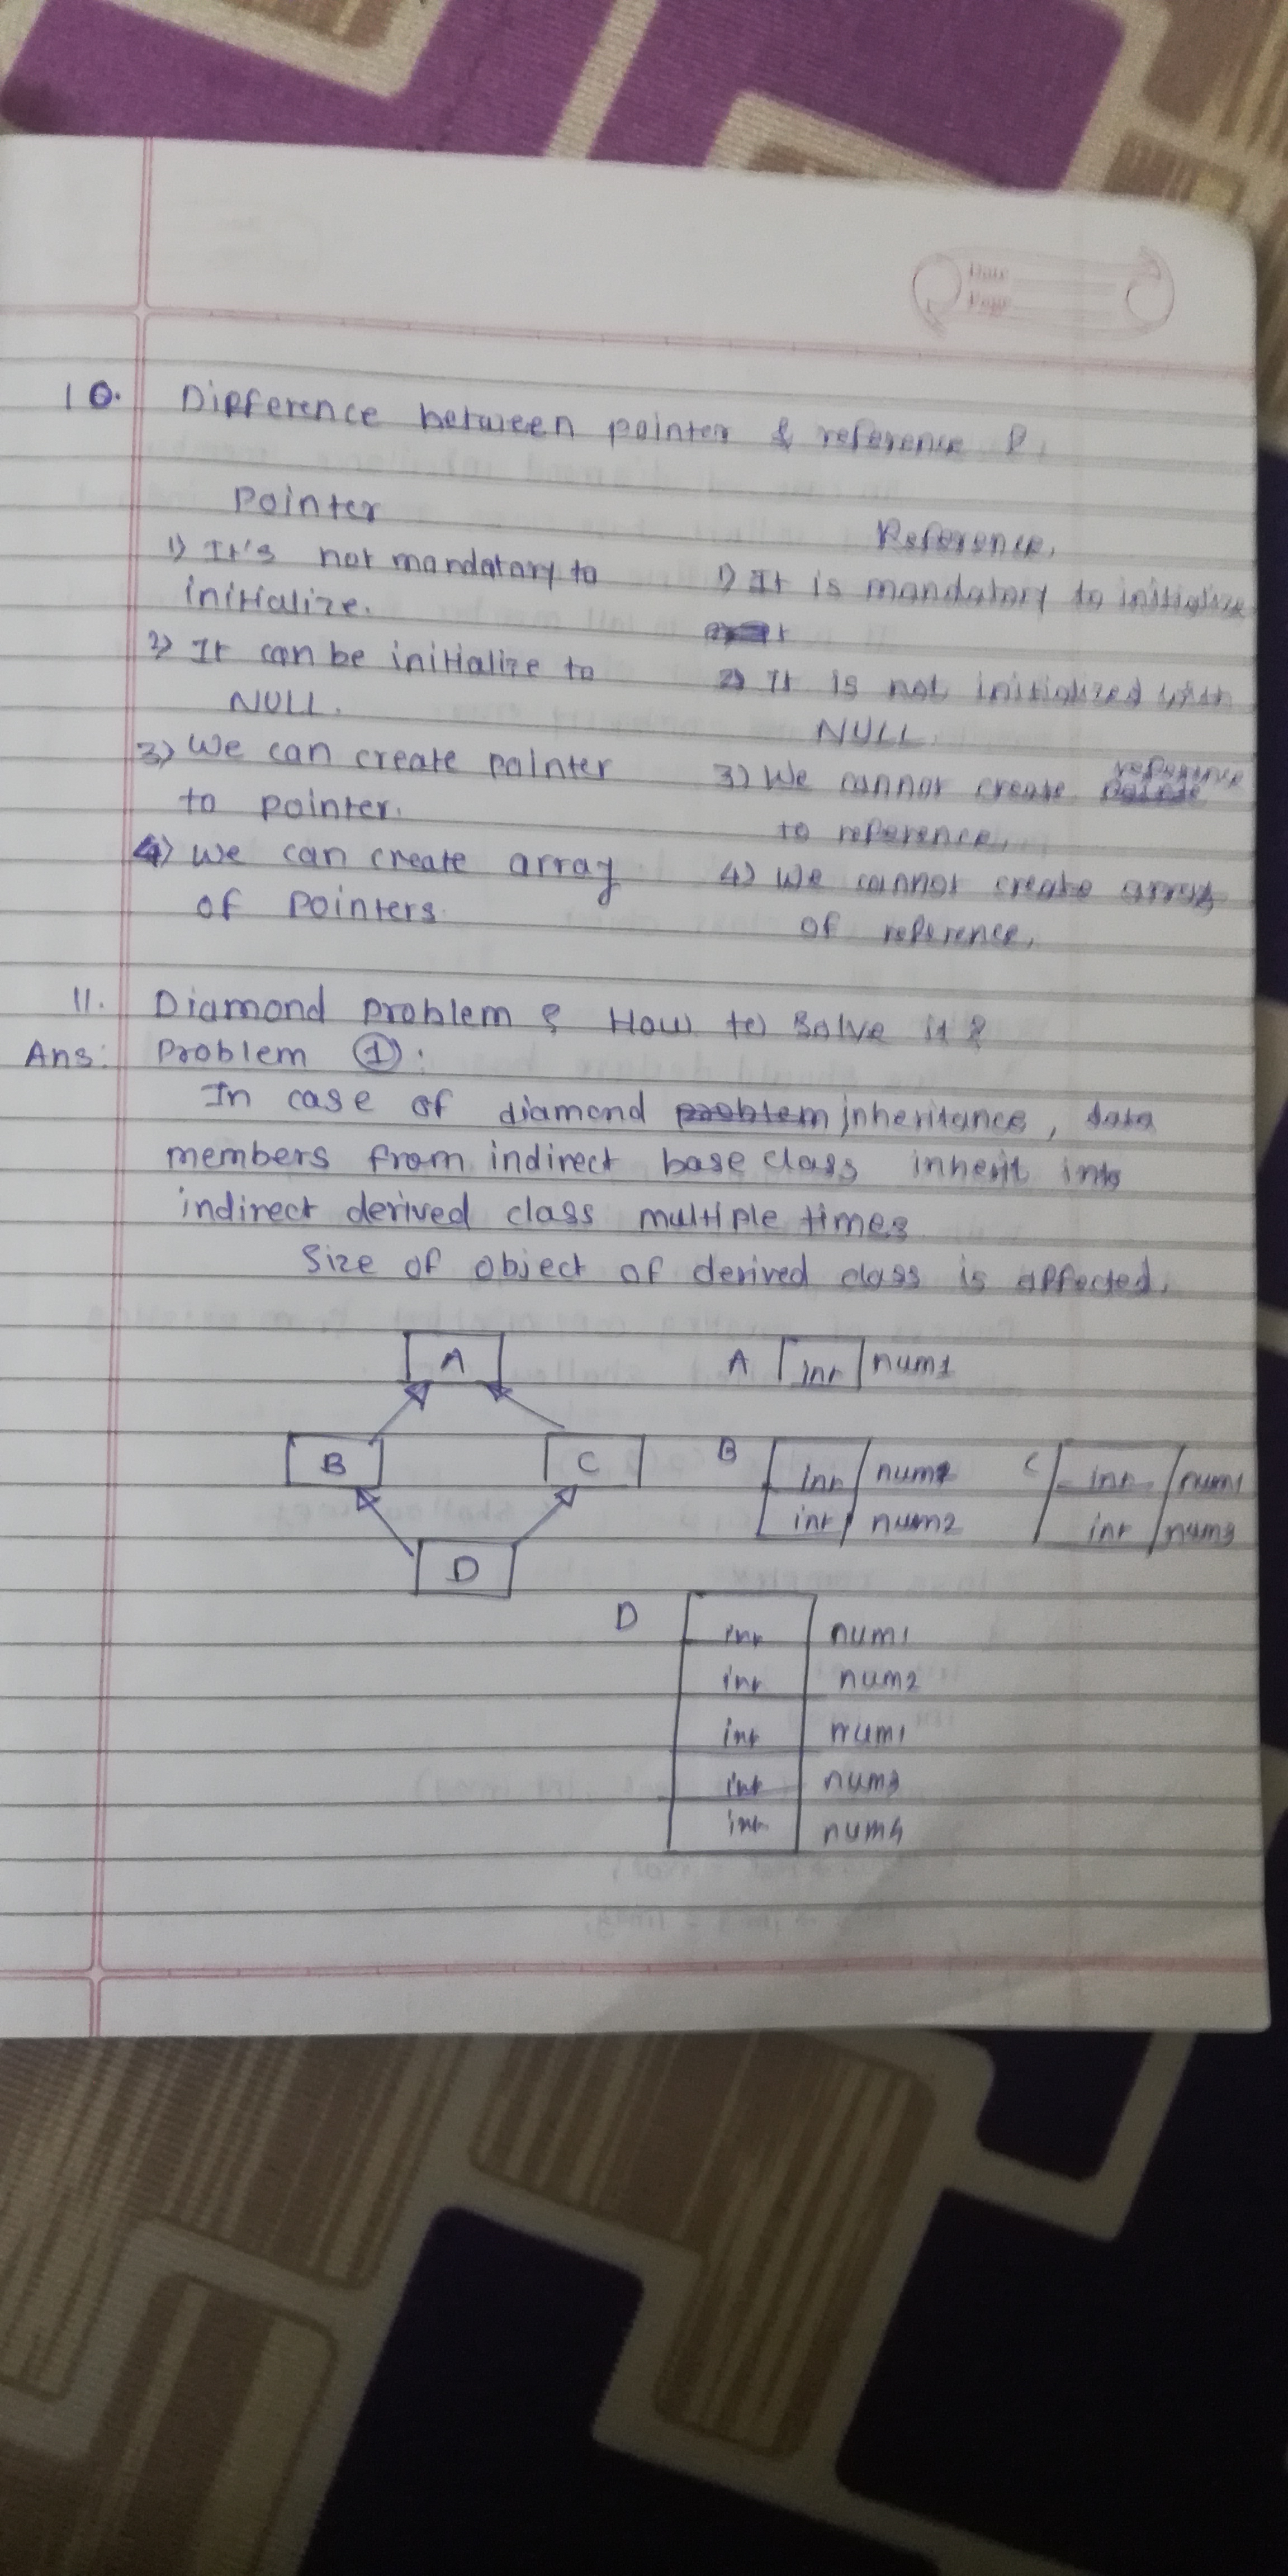 Date
Page
10. Difference between pointer & reference ?
Pointer
Reference.
1) It's not mandatory to
initialize.
1) It is mandatory to initialize
2) It can be initialize to
NULL.
2) It is not initialized with
NULL.
3) We can create pointer
to pointer.
3) We cannot create reference
to reference.
4) We can create array
of pointers.
4) We cannot create array
of reference.
11. Diamond problem & How to solve it ?
Ans: Problem ①:
In case of diamond problem inheritance, data
members from indirect base class inherit into
indirect derived class multiple times
Size of object of derived class is affected.
A
A int num1
B C
B int num1
int num2
C int num1
int num3
D
D int num1
int num2
int num1
int num3
int num4